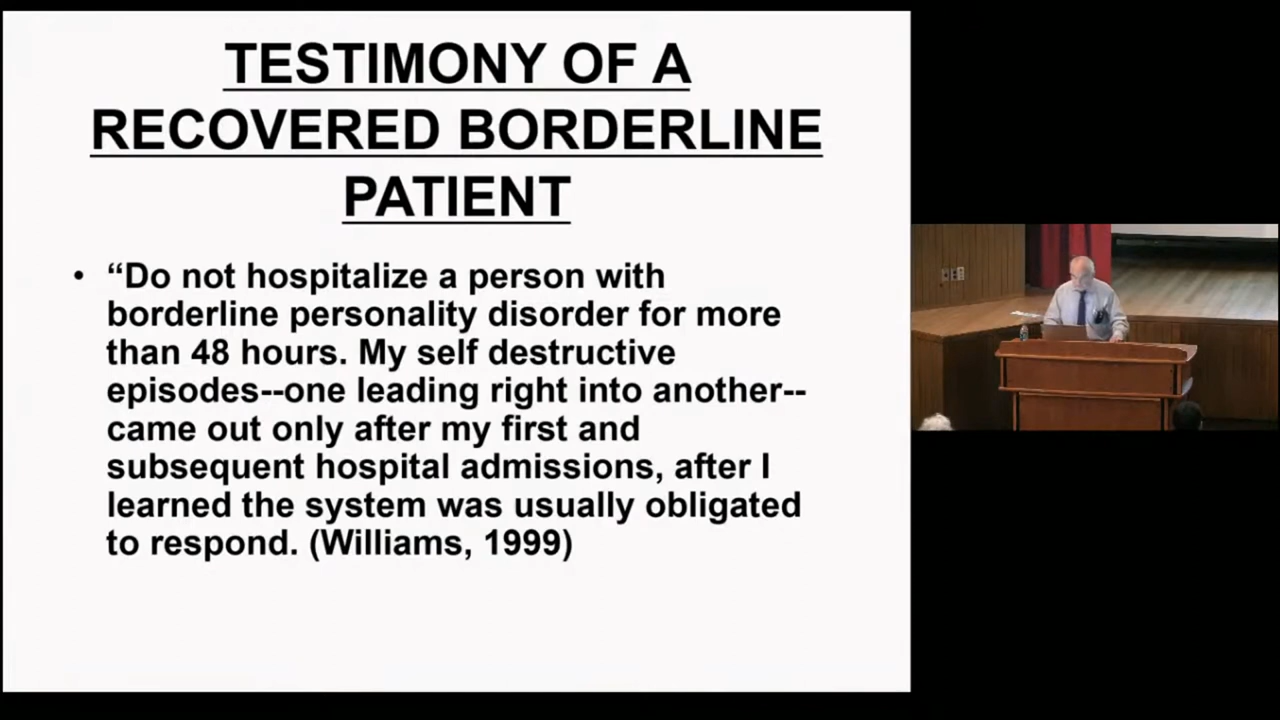 TESTIMONY OF A
RECOVERED BORDERLINE
PATIENT
• “Do not hospitalize a person with
borderline personality disorder for more
than 48 hours. My self destructive
episodes--one leading right into another--
came out only after my first and
subsequent hospital admissions, after I
learned the system was usually obligated
to respond. (Williams, 1999)